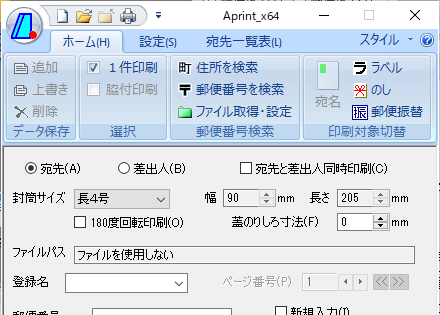 Aprint_x64
ホーム(H) 設定(S) 宛先一覧表(L) スタイル
追加 1件印刷 住所を検索 ラベル
上書き 脇付印刷 郵便番号を検索 宛名 のし
削除 ファイル取得・設定 郵便振替
データ保存 選択 郵便番号検索 印刷対象切替
宛先(A) 差出人(B) 宛先と差出人同時印刷(C)
封筒サイズ 長4号 幅 90 mm 長さ 205 mm
180度回転印刷(O) 蓋のりしろ寸法(F) 0 mm
ファイルパス ファイルを使用しない
登録名 ページ番号(P) 1
郵便番号 新規入力(I)